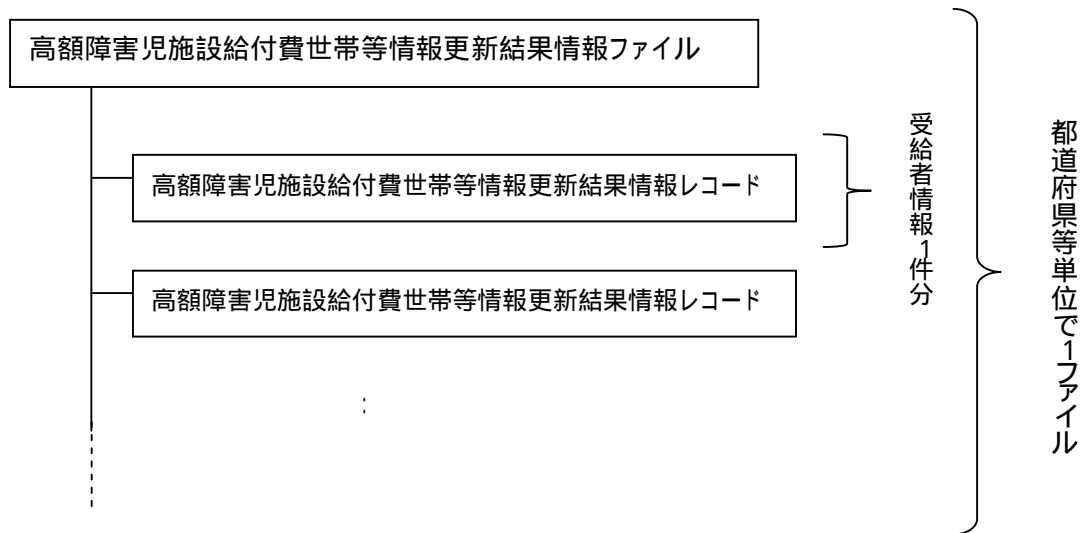 高額障害児施設給付費世帯等情報更新結果情報ファイル
高額障害児施設給付費世帯等情報更新結果情報レコード
高額障害児施設給付費世帯等情報更新結果情報レコード
:
受給者情報1件分
都道府県等単位で1ファイル